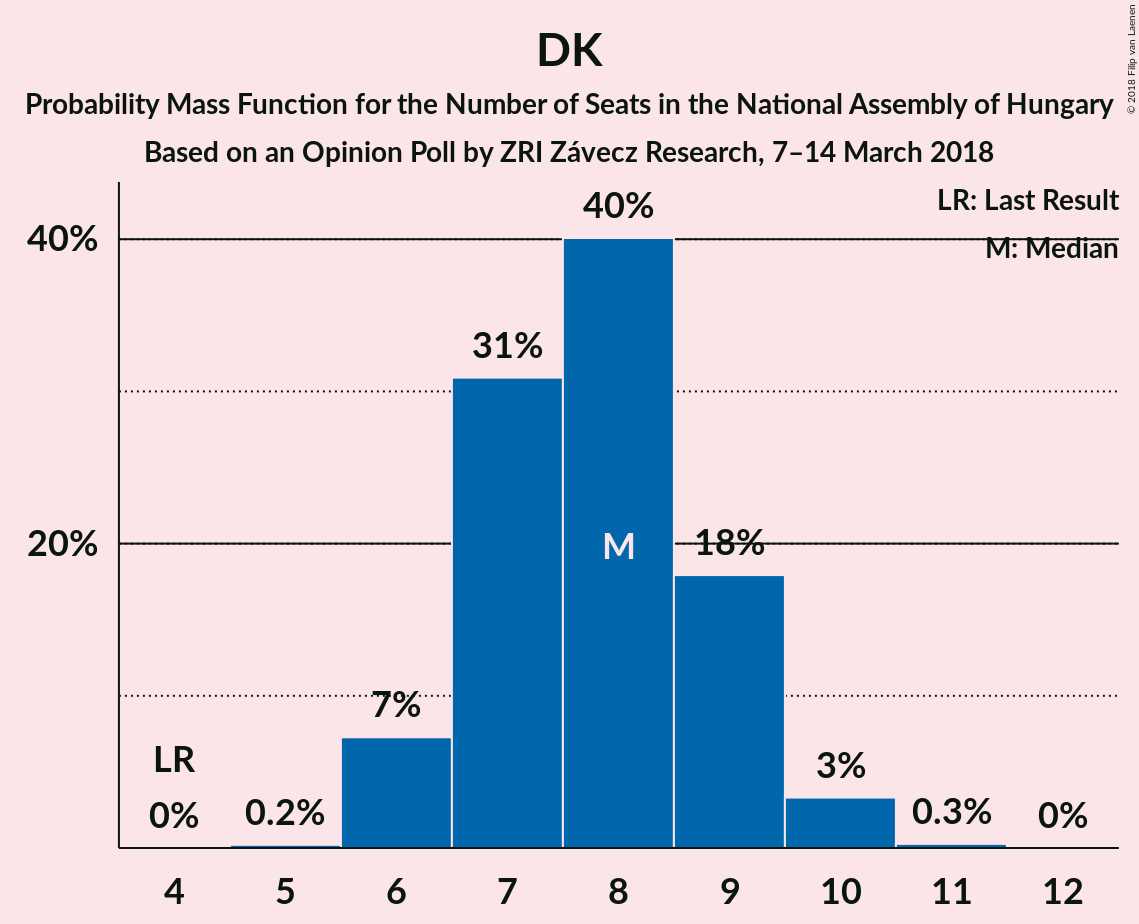 DK
Probability Mass Function for the Number of Seats in the National Assembly of Hungary
Based on an Opinion Poll by ZRI Závecz Research, 7–14 March 2018
© 2018 Filip van Laenen
LR: Last Result
M: Median
40%
20%
LR
0%
0.2%
7%
31%
40%
M
18%
3%
0.3%
0%
4 5 6 7 8 9 10 11 12